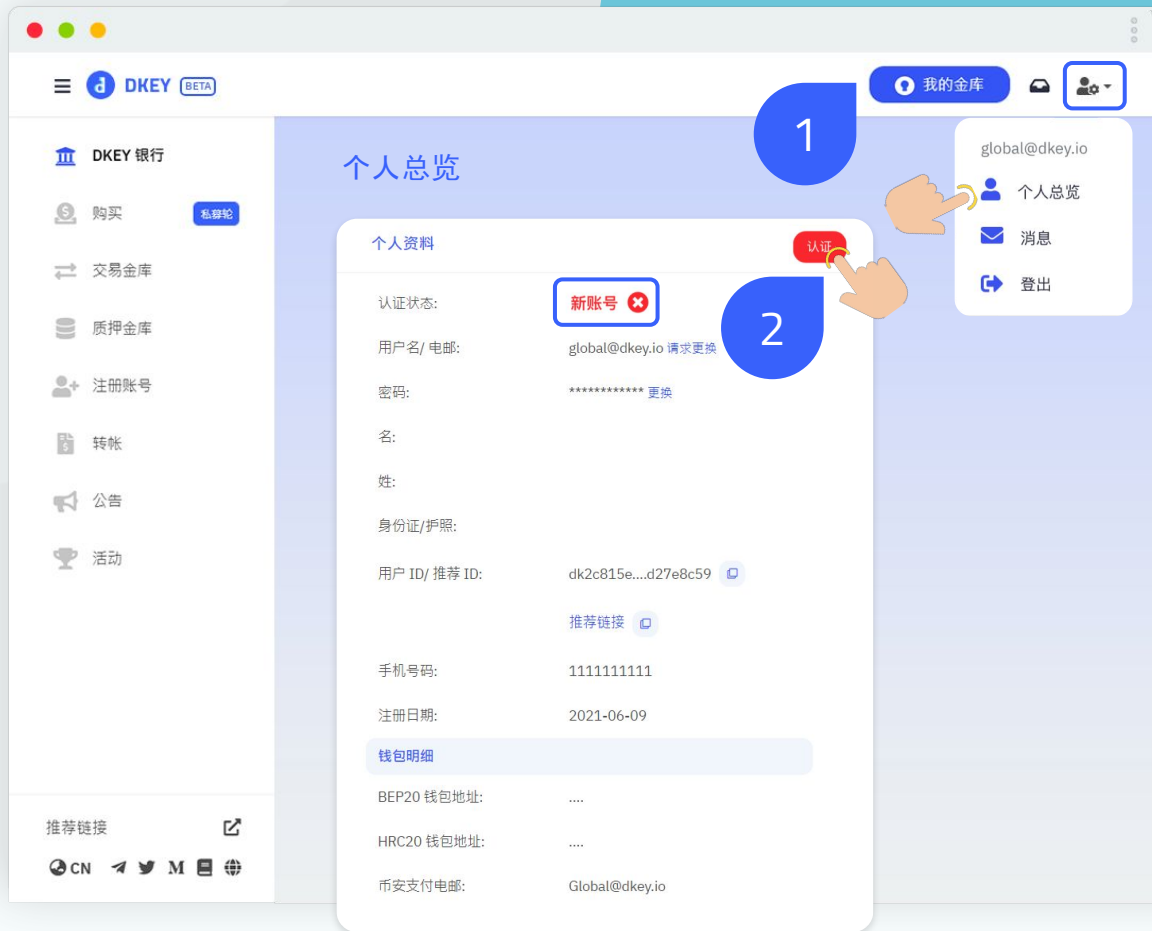 DKEY BETA
我的金库
DKEY 银行
购买 私募轮
交易金库
质押金库
注册账号
转帐
公告
活动
推荐链接
CN
个人总览
1
global@dkey.io
个人总览
消息
登出
个人资料 认证
2
认证状态: 新账号
用户名/ 电邮: global@dkey.io 请求更换
密码: ************ 更换
名:
姓:
身份证/护照:
用户 ID/ 推荐 ID: dk2c815e....d27e8c59
推荐链接
手机号码: 1111111111
注册日期: 2021-06-09
钱包明细
BEP20 钱包地址: ....
HRC20 钱包地址: ....
币安支付电邮: Global@dkey.io